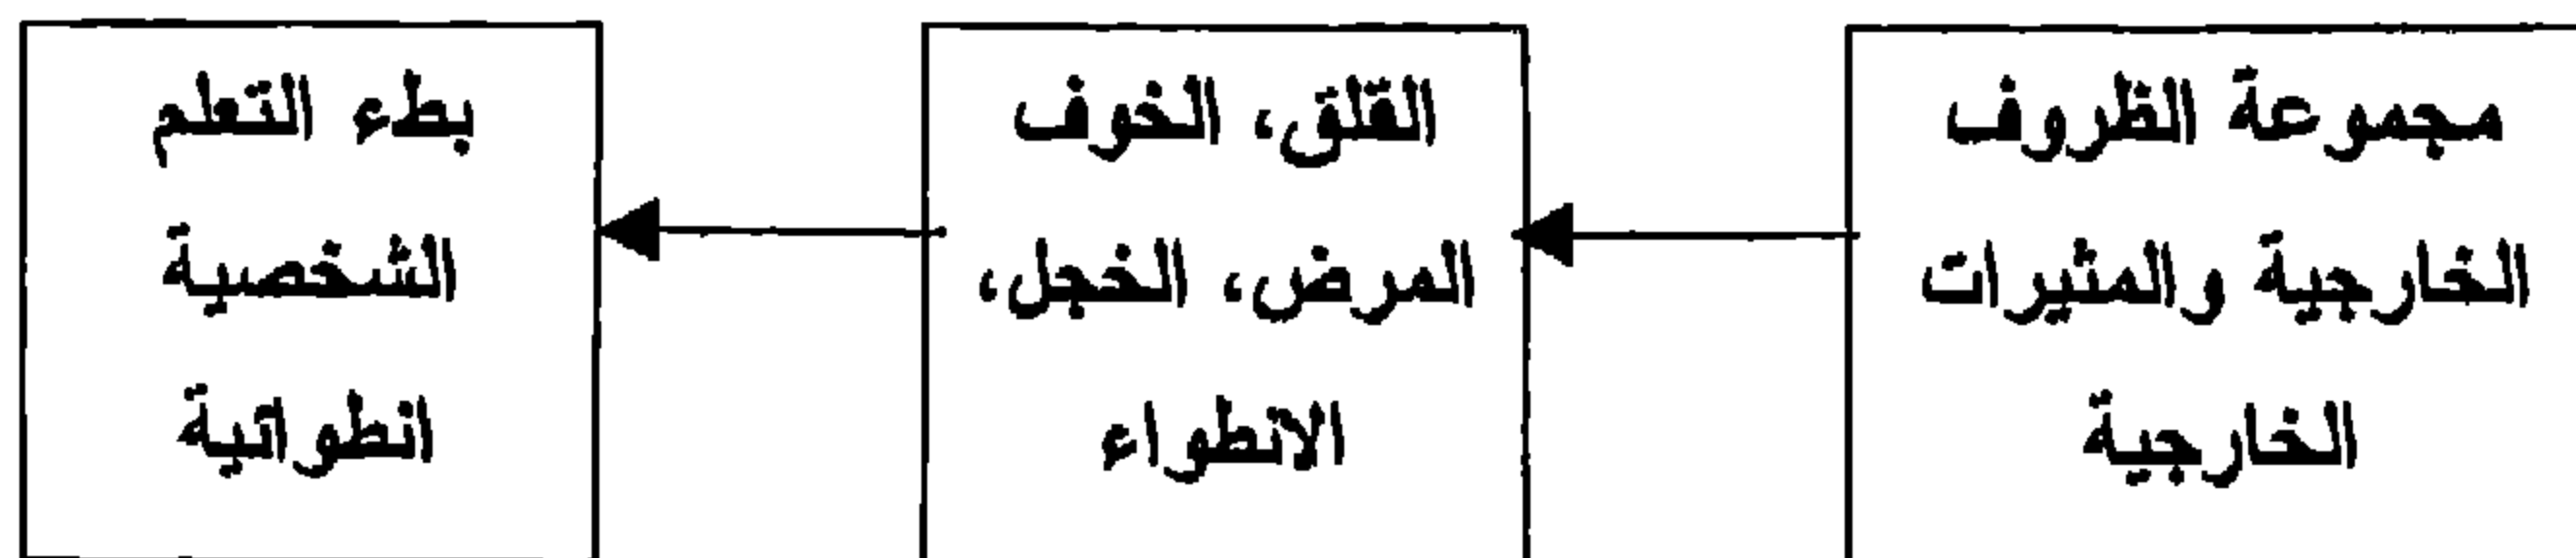 مجموعة الظروف
الخارجية والمثيرات
الخارجية
القلق، الخوف
المرض، الخجل،
الانطواء
بطء التعلم
الشخصية
انطوائية